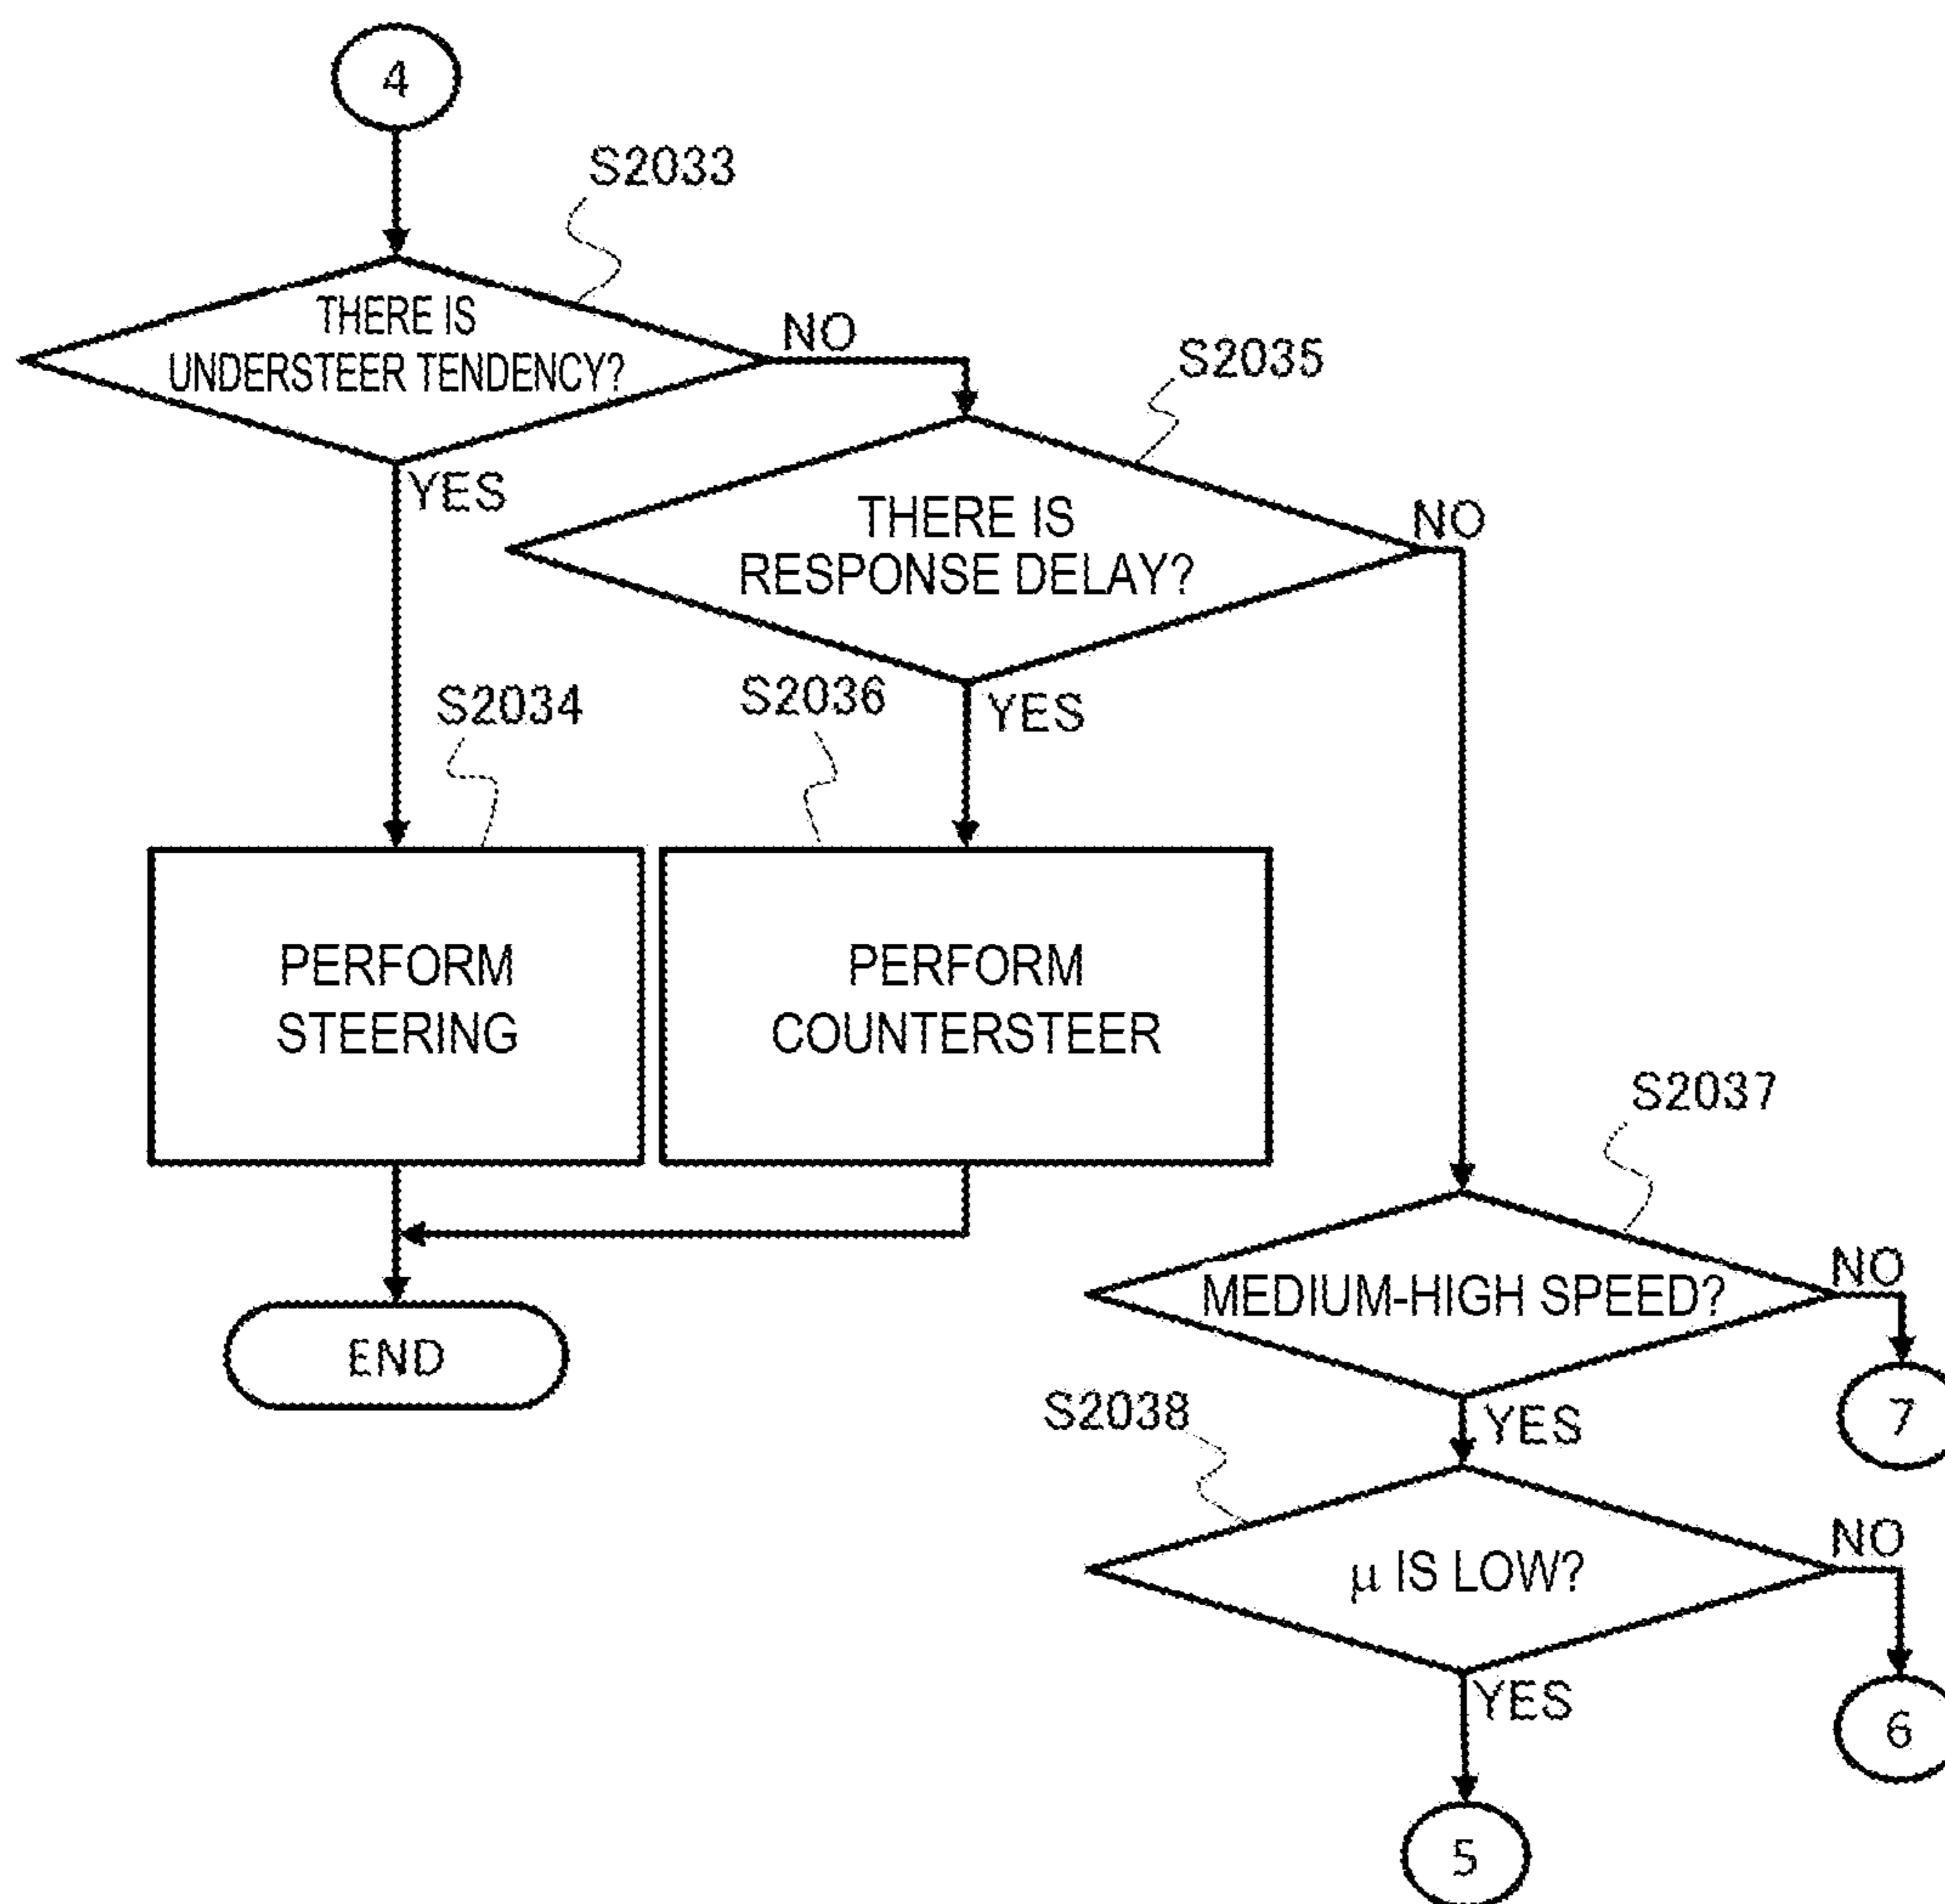 4
S2033
THERE IS
UNDERSTEER TENDENCY?
NO
S2035
YES
THERE IS
RESPONSE DELAY?
NO
S2034
S2036
YES
PERFORM
STEERING
PERFORM
COUNTERSTEER
S2037
MEDIUM-HIGH SPEED?
NO
END
7
S2038
YES
μ IS LOW?
NO
YES
6
5